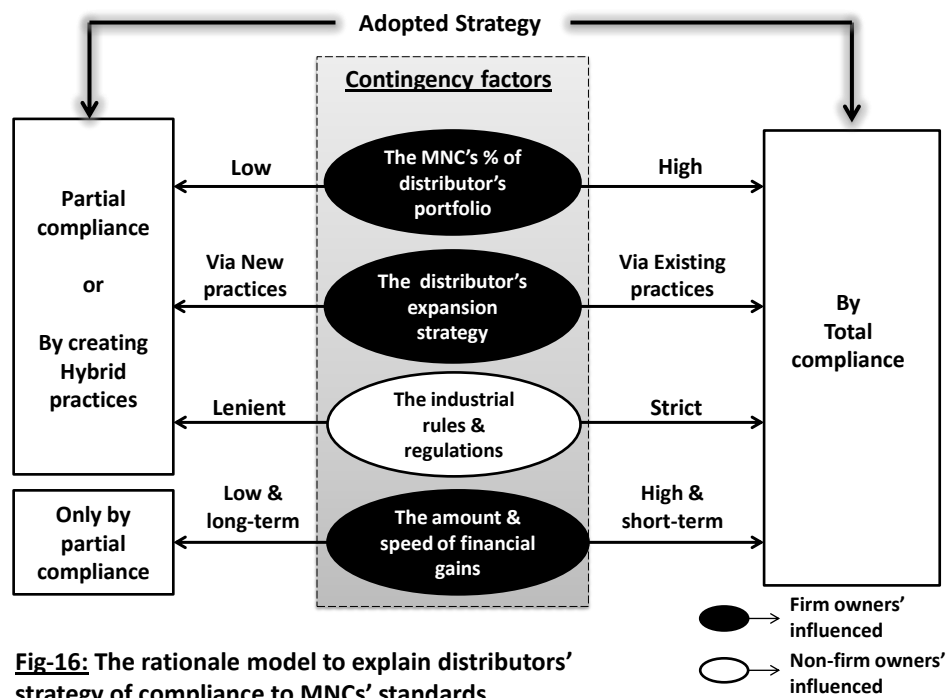 Adopted Strategy
Contingency factors
Partial
compliance
or
By creating
Hybrid
practices
Low
The MNC's % of
distributor's
portfolio
High
Via New
practices
The distributor's
expansion
strategy
Via Existing
practices
By
Total
compliance
Lenient
The industrial
rules &
regulations
Strict
Only by
partial
compliance
Low &
long-term
The amount &
speed of financial
gains
High &
short-term
Firm owners'
influenced
Non-firm owners'
influenced
Fig-16: The rationale model to explain distributors'
strategy of compliance to MNCs' standards